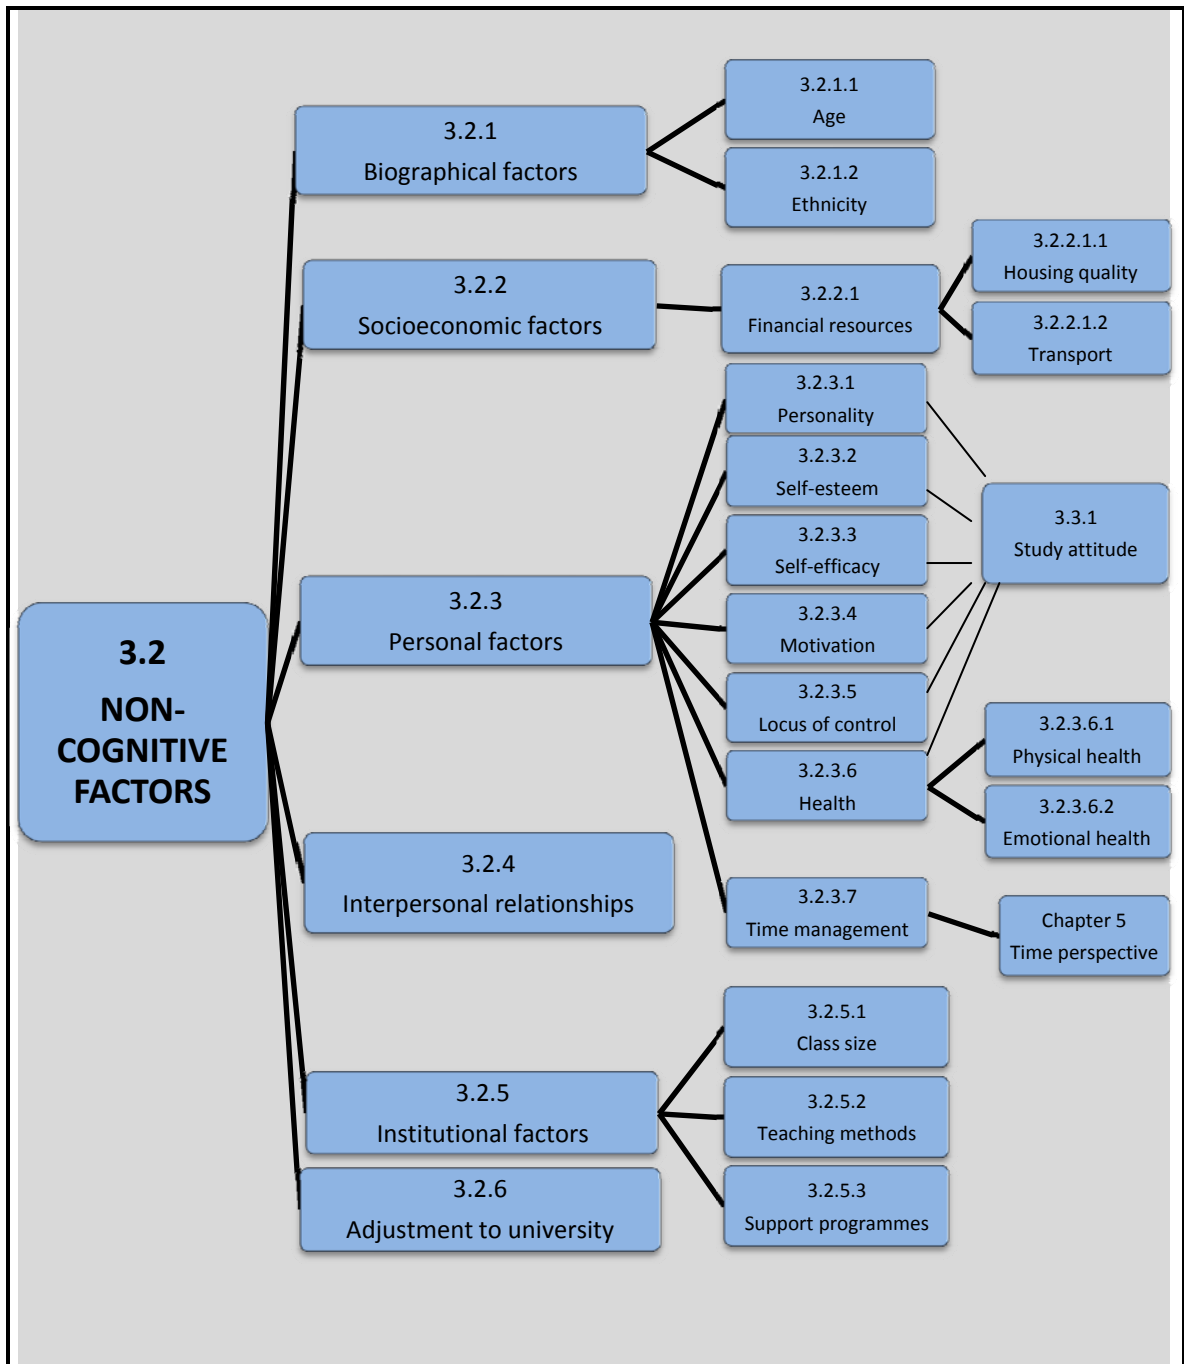 3.2
NON-
COGNITIVE
FACTORS
3.2.1
Biographical factors
3.2.1.1
Age
3.2.1.2
Ethnicity
3.2.2
Socioeconomic factors
3.2.2.1
Financial resources
3.2.2.1.1
Housing quality
3.2.2.1.2
Transport
3.2.3
Personal factors
3.2.3.1
Personality
3.2.3.2
Self-esteem
3.2.3.3
Self-efficacy
3.2.3.4
Motivation
3.2.3.5
Locus of control
3.2.3.6
Health
3.3.1
Study attitude
3.2.3.6.1
Physical health
3.2.3.6.2
Emotional health
3.2.3.7
Time management
Chapter 5
Time perspective
3.2.4
Interpersonal relationships
3.2.5
Institutional factors
3.2.5.1
Class size
3.2.5.2
Teaching methods
3.2.5.3
Support programmes
3.2.6
Adjustment to university